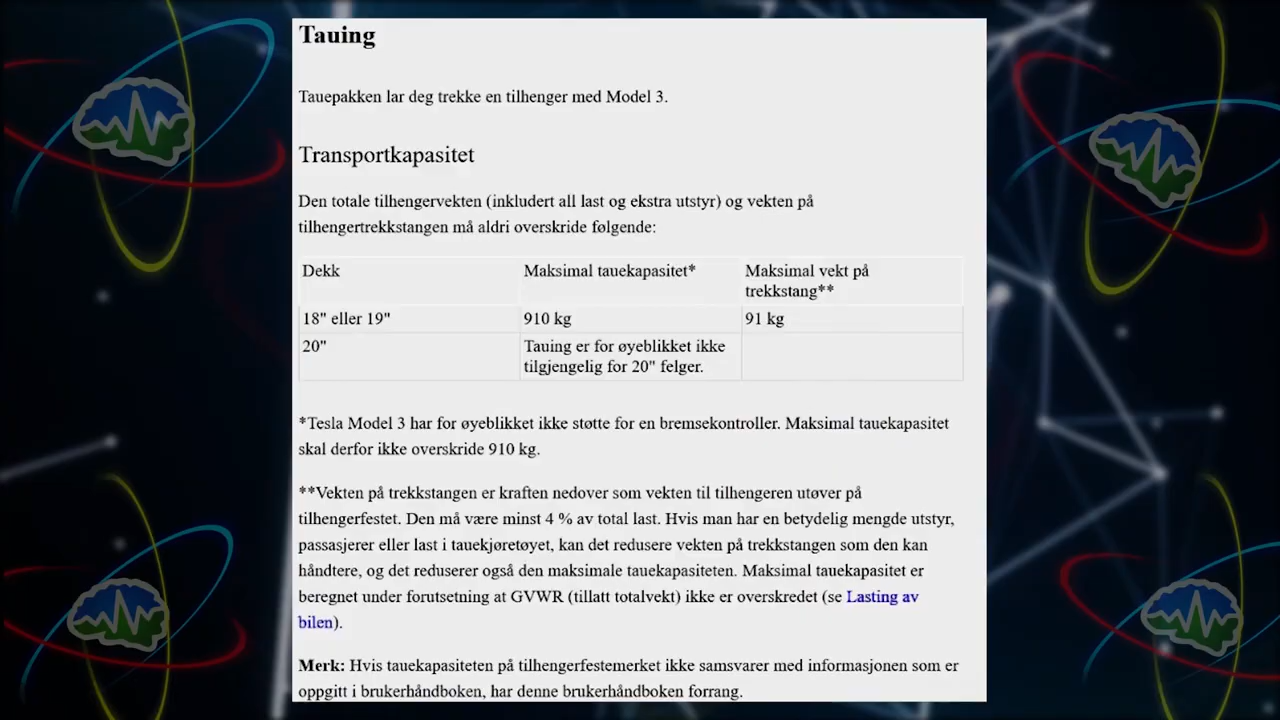 Tauing
Tauepakken lar deg trekke en tilhenger med Model 3.
Transportkapasitet
Den totale tilhengervekten (inkludert all last og ekstra utstyr) og vekten på
tilhengertrekkstangen må aldri overskride følgende:
Dekk
Maksimal tauekapasitet*
Maksimal vekt på
trekkstang**
18" eller 19"
910 kg
91 kg
20"
Tauing er for øyeblikket ikke
tilgjengelig for 20" felger.
*Tesla Model 3 har for øyeblikket ikke støtte for en bremsekontroller. Maksimal tauekapasitet
skal derfor ikke overskride 910 kg.
**Vekten på trekkstangen er kraften nedover som vekten til tilhengeren utøver på
tilhengerfestet. Den må være minst 4 % av total last. Hvis man har en betydelig mengde utstyr,
passasjerer eller last i tauekjøretøyet, kan det redusere vekten på trekkstangen som den kan
håndtere, og det reduserer også den maksimale tauekapasiteten. Maksimal tauekapasitet er
beregnet under forutsetning at GVWR (tillatt totalvekt) ikke er overskredet (se Lasting av
bilen).
Merk: Hvis tauekapasiteten på tilhengerfestemerket ikke samsvarer med informasjonen som er
oppgitt i brukerhåndboken, har denne brukerhåndboken forrang.